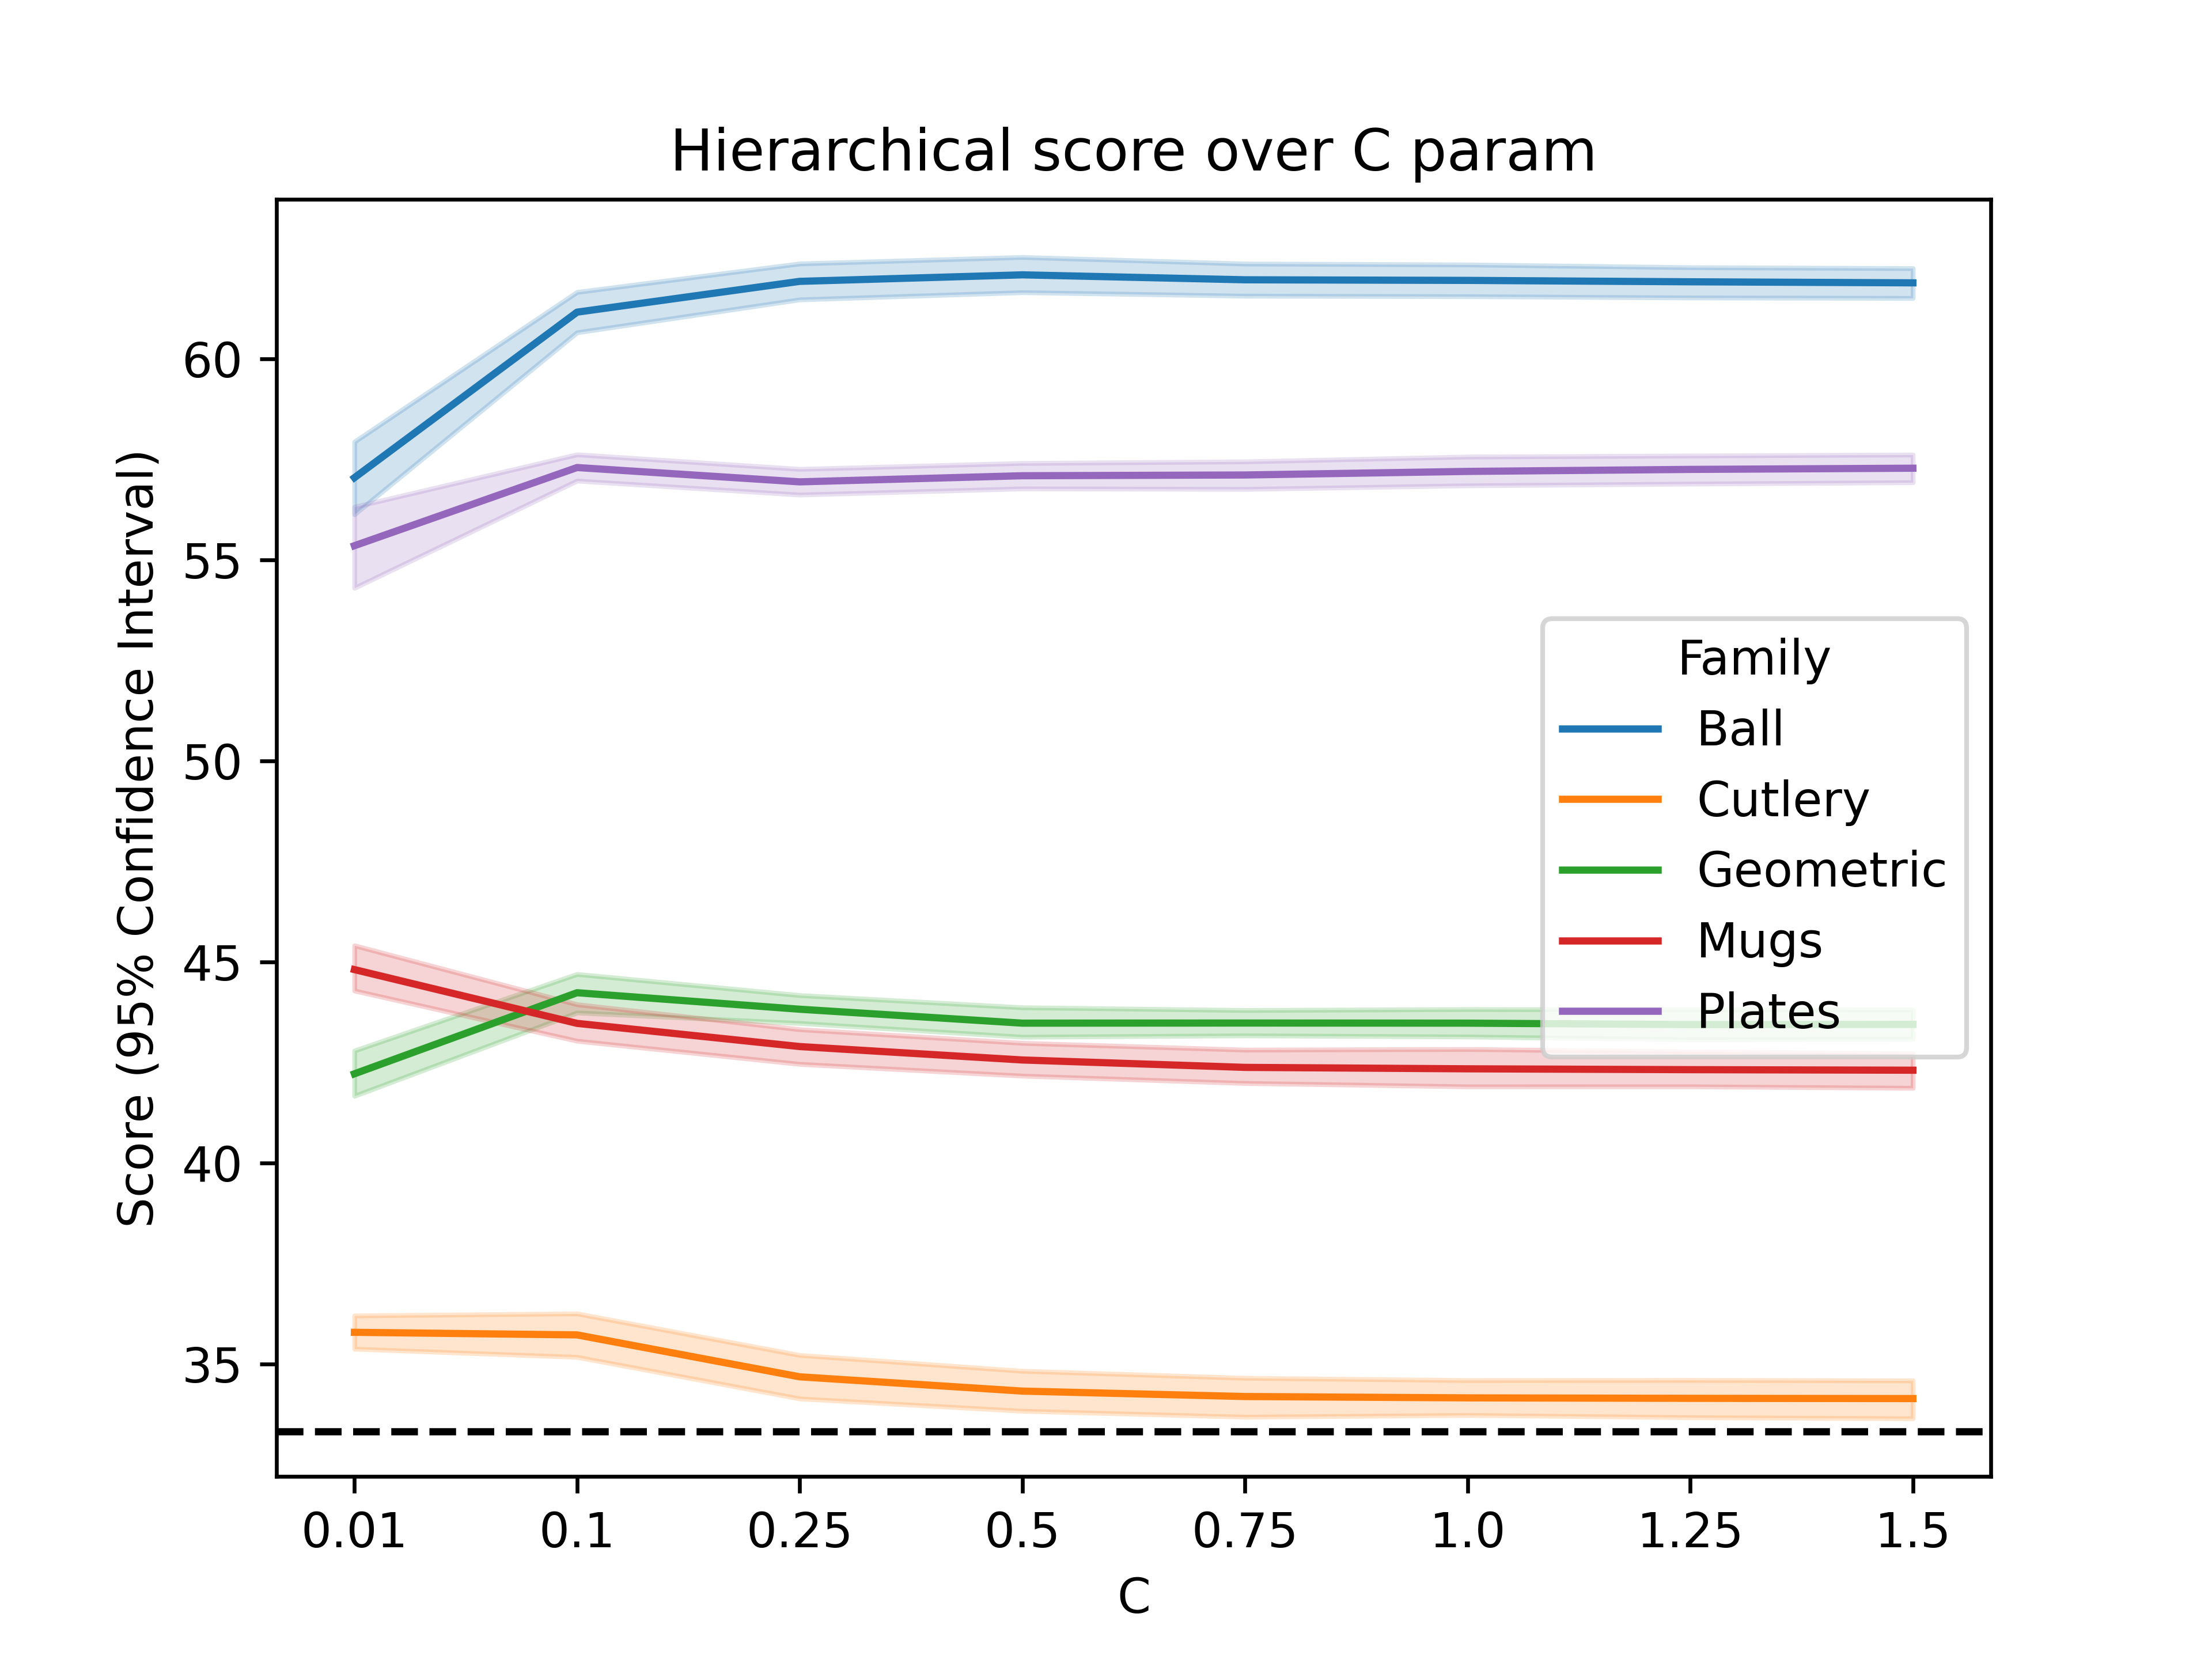 Hierarchical score over C param
Score (95% Confidence Interval)
60
55
50
45
40
35
Family
Ball
Cutlery
Geometric
Mugs
Plates
0.01 0.1 0.25 0.5 0.75 1.0 1.25 1.5
C